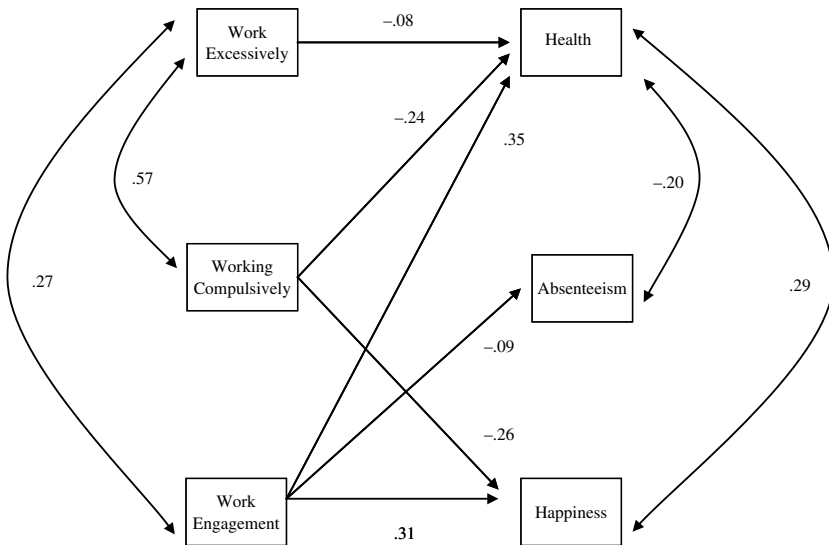 Work
Excessively
–.08
Health
–.24
.35
.57
–.20
Working
Compulsively
.27
Absenteeism
.29
–.09
–.26
Work
Engagement
.31
Happiness